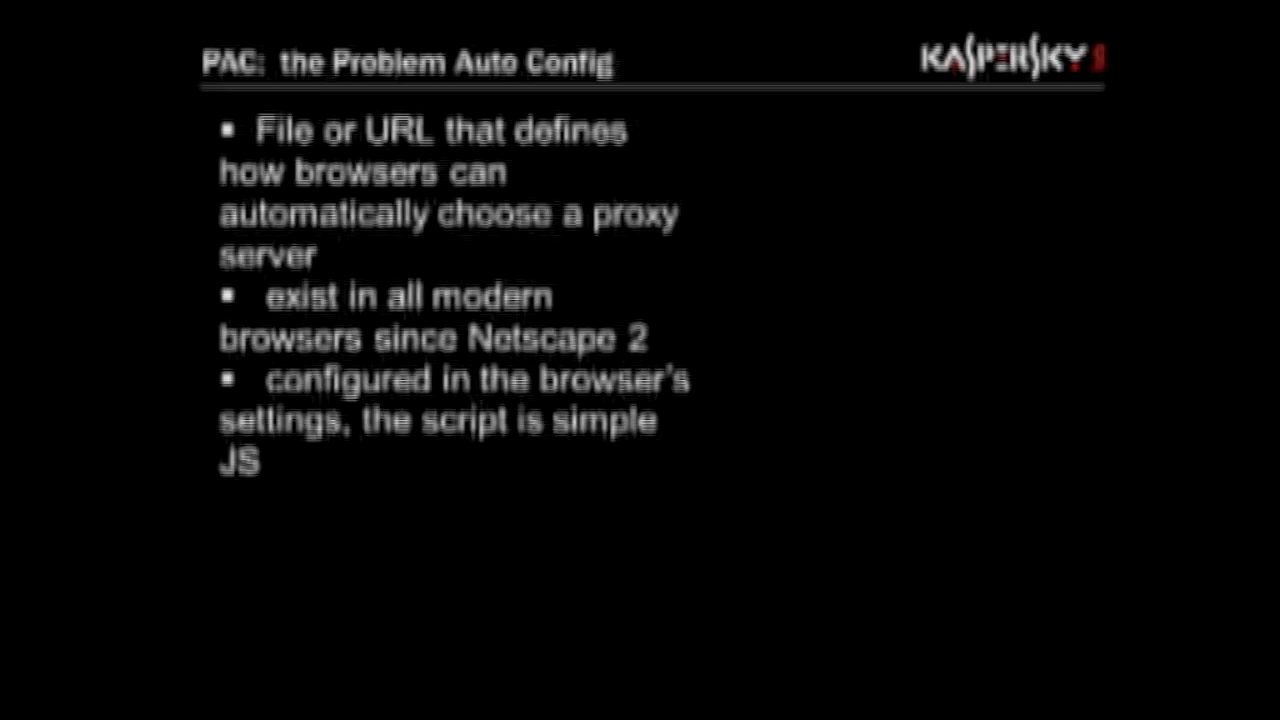 PAC: the Problem Auto Config
KASPERSKY
▪ File or URL that defines
how browsers can
automatically choose a proxy
server
▪ exist in all modern
browsers since Netscape 2
▪ configured in the browser's
settings, the script is simple
JS